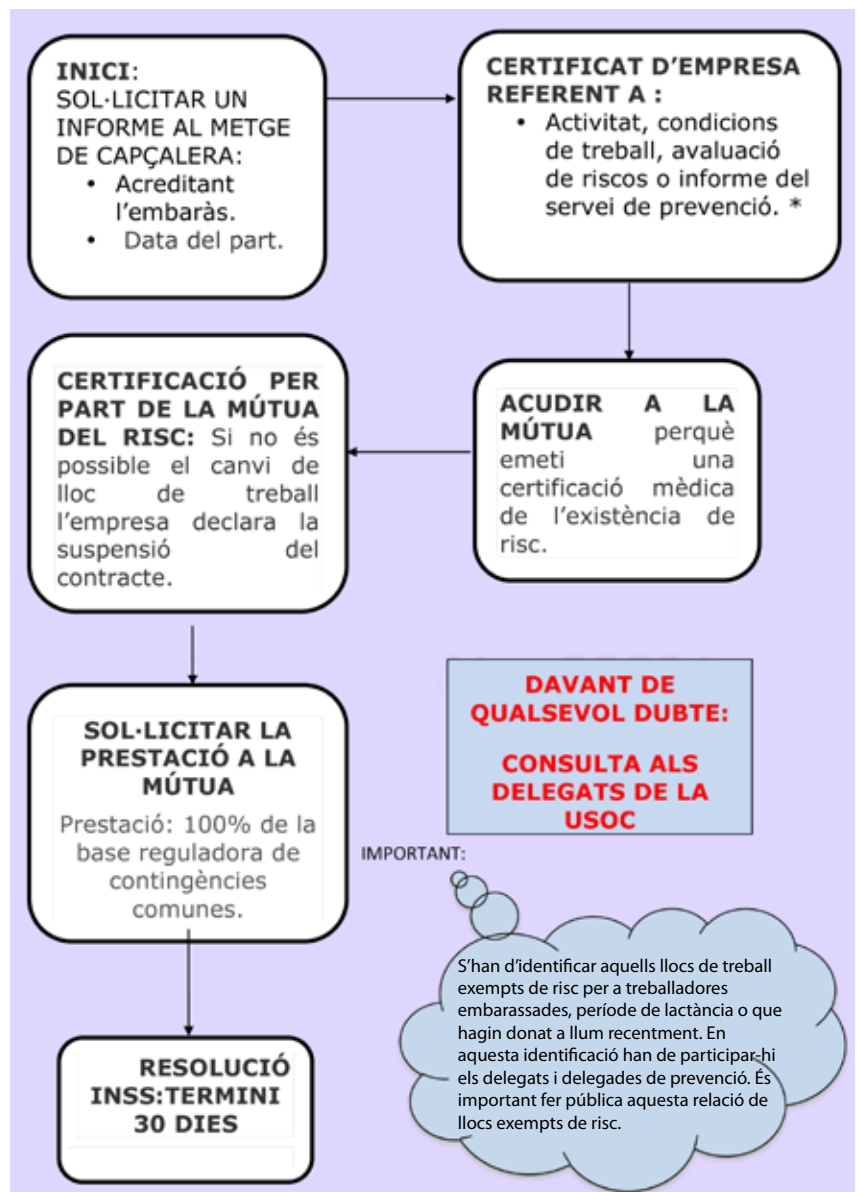 INICI:
SOL·LICITAR UN
INFORME AL METGE
DE CAPÇALERA:
• Acreditant
l'embaràs.
• Data del part.
CERTIFICAT D'EMPRESA
REFERENT A :
• Activitat, condicions
de treball, avaluació
de riscos o informe del
servei de prevenció. *
ACUDIR A LA
MÚTUA perquè
emeti una
certificació mèdica
de l'existència de
risc.
CERTIFICACIÓ PER
PART DE LA MÚTUA
DEL RISC: Si no és
possible el canvi de
lloc de treball
l'empresa declara la
suspensió del
contracte.
SOL·LICITAR LA
PRESTACIÓ A LA
MÚTUA
Prestació: 100% de la
base reguladora de
contingències
comunes.
RESOLUCIÓ
INSS:TERMINI
30 DIES
DAVANT DE
QUALSEVOL DUBTE:
CONSULTA ALS
DELEGATS DE LA
USOC
IMPORTANT:
S'han d'identificar aquells llocs de treball
exempts de risc per a treballadores
embarassades, període de lactància o que
hagin donat a llum recentment. En
aquesta identificació han de participar-hi
els delegats i delegades de prevenció. És
important fer pública aquesta relació de
llocs exempts de risc.